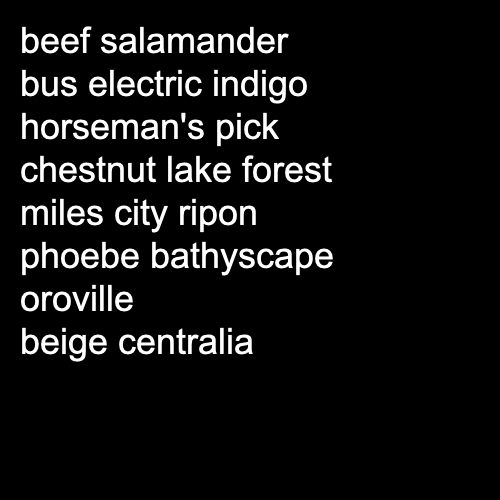 beef salamander
bus electric indigo
horseman's pick
chestnut lake forest
miles city ripon
phoebe bathyscape
oroville
beige centralia